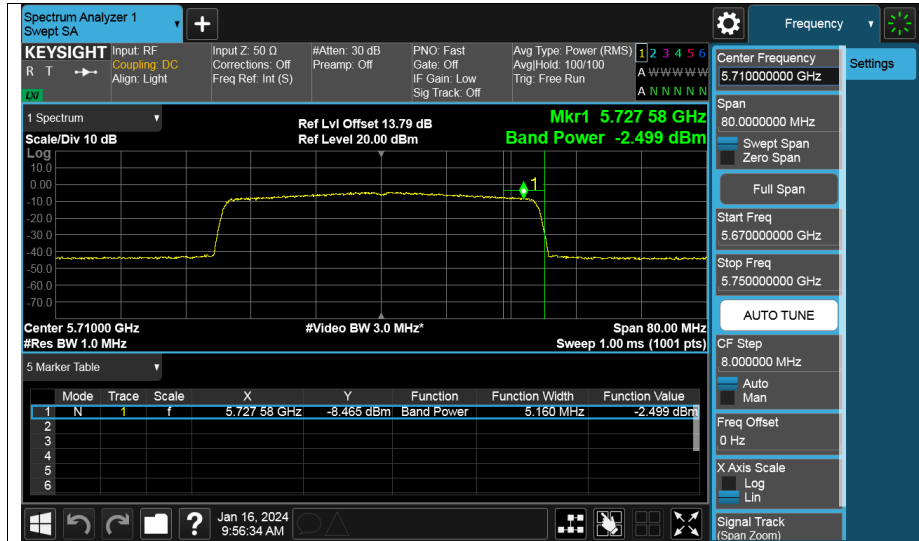 Spectrum Analyzer 1
Swept SA
+
Frequency
KEYSIGHT
R T
LXI
Input: RF
Coupling: DC
Align: Light
Input Z: 50 Ω
Corrections: Off
Freq Ref: Int (S)
#Atten: 30 dB
Preamp: Off
PNO: Fast
Gate: Off
IF Gain: Low
Sig Track: Off
Avg Type: Power (RMS)
Avg|Hold: 100/100
Trig: Free Run
1 2 3 4 5 6
A W W W W W
A N N N N N
1 Spectrum
Scale/Div 10 dB
Ref Lvl Offset 13.79 dB
Ref Level 20.00 dBm
Mkr1 5.727 58 GHz
Band Power -2.499 dBm
Log
10.0
0.00
-10.0
-20.0
-30.0
-40.0
-50.0
-60.0
-70.0
1
Center 5.71000 GHz
#Res BW 1.0 MHz
#Video BW 3.0 MHz*
Span 80.00 MHz
Sweep 1.00 ms (1001 pts)
5 Marker Table
Mode Trace Scale X Y Function Function Width Function Value
1 N 1 f 5.727 58 GHz -8.465 dBm Band Power 5.160 MHz -2.499 dBm
2
3
4
5
6
?
Jan 16, 2024
9:56:34 AM
Center Frequency
5.710000000 GHz
Span
80.0000000 MHz
Swept Span
Zero Span
Full Span
Start Freq
5.670000000 GHz
Stop Freq
5.750000000 GHz
AUTO TUNE
CF Step
8.000000 MHz
Auto
Man
Freq Offset
0 Hz
X Axis Scale
Log
Lin
Signal Track
(Span Zoom)
Settings